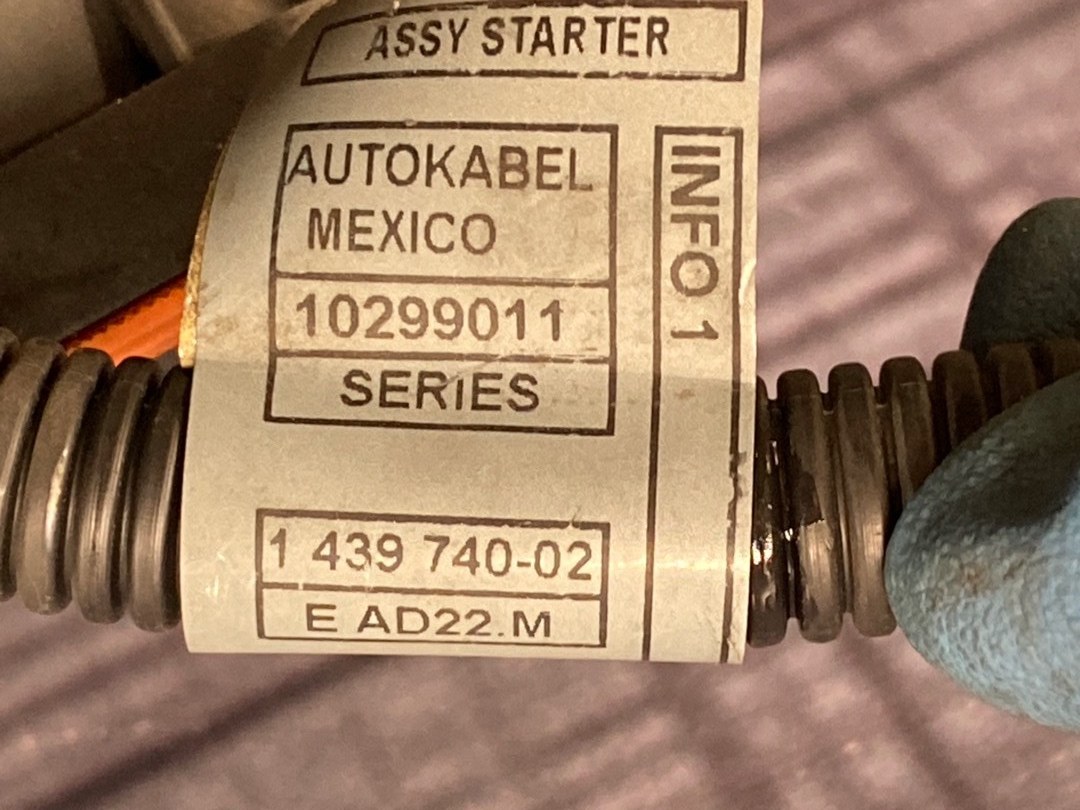 ASSY STARTER
AUTOKABEL
MEXICO
10299011
SERIES
INFO 1
1 439 740-02
E AD22.M